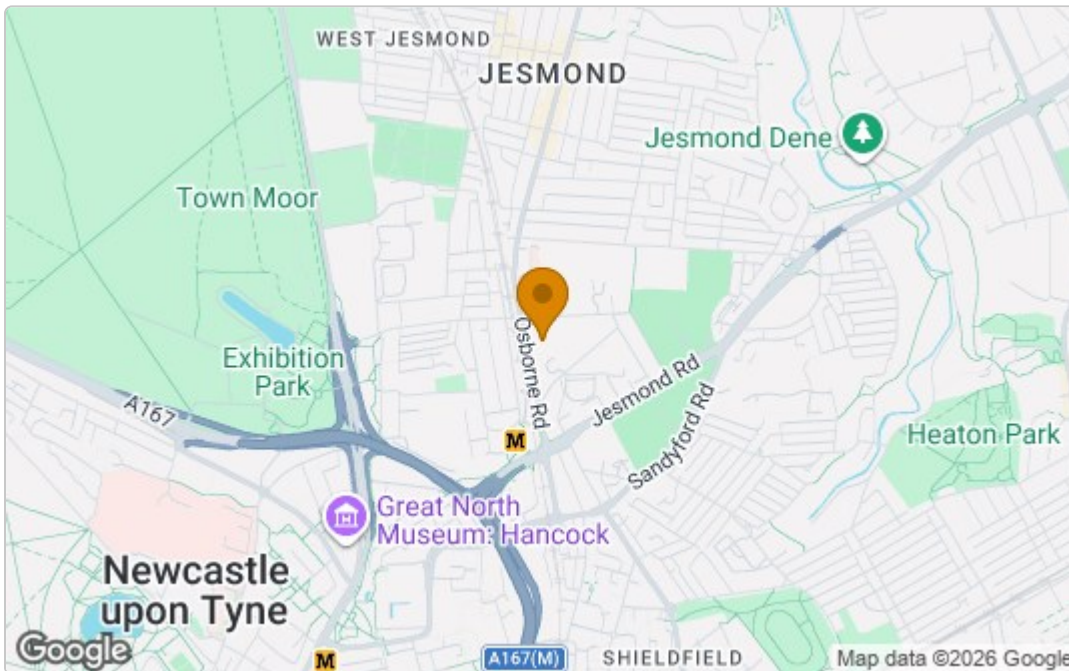 WEST JESMOND
JESMOND
Jesmond Dene
Town Moor
Osborne Rd
Exhibition
Park
Jesmond Rd
A167
Sandyford Rd
M
Heaton Park
Great North
Museum: Hancock
Newcastle
upon Tyne
Google
M
A167(M)
SHIELDFIELD
Map data ©2026 Google